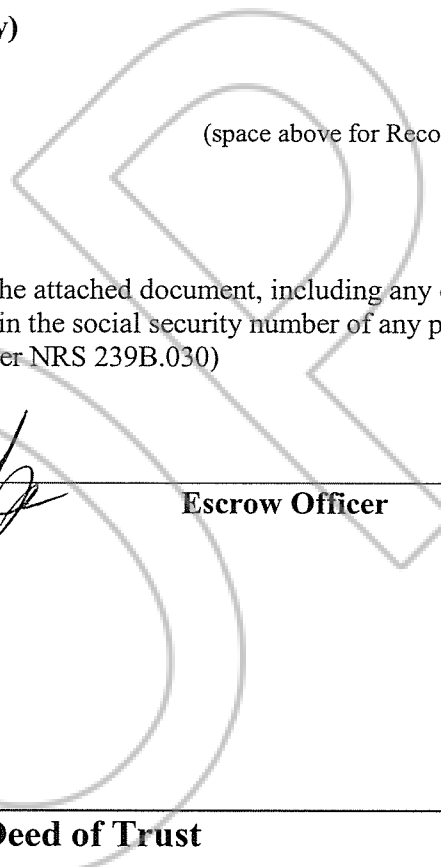 y)
(space above for Reco
he attached document, including any
in the social security number of any p
er NRS 239B.030)
Escrow Officer
Deed of Trust